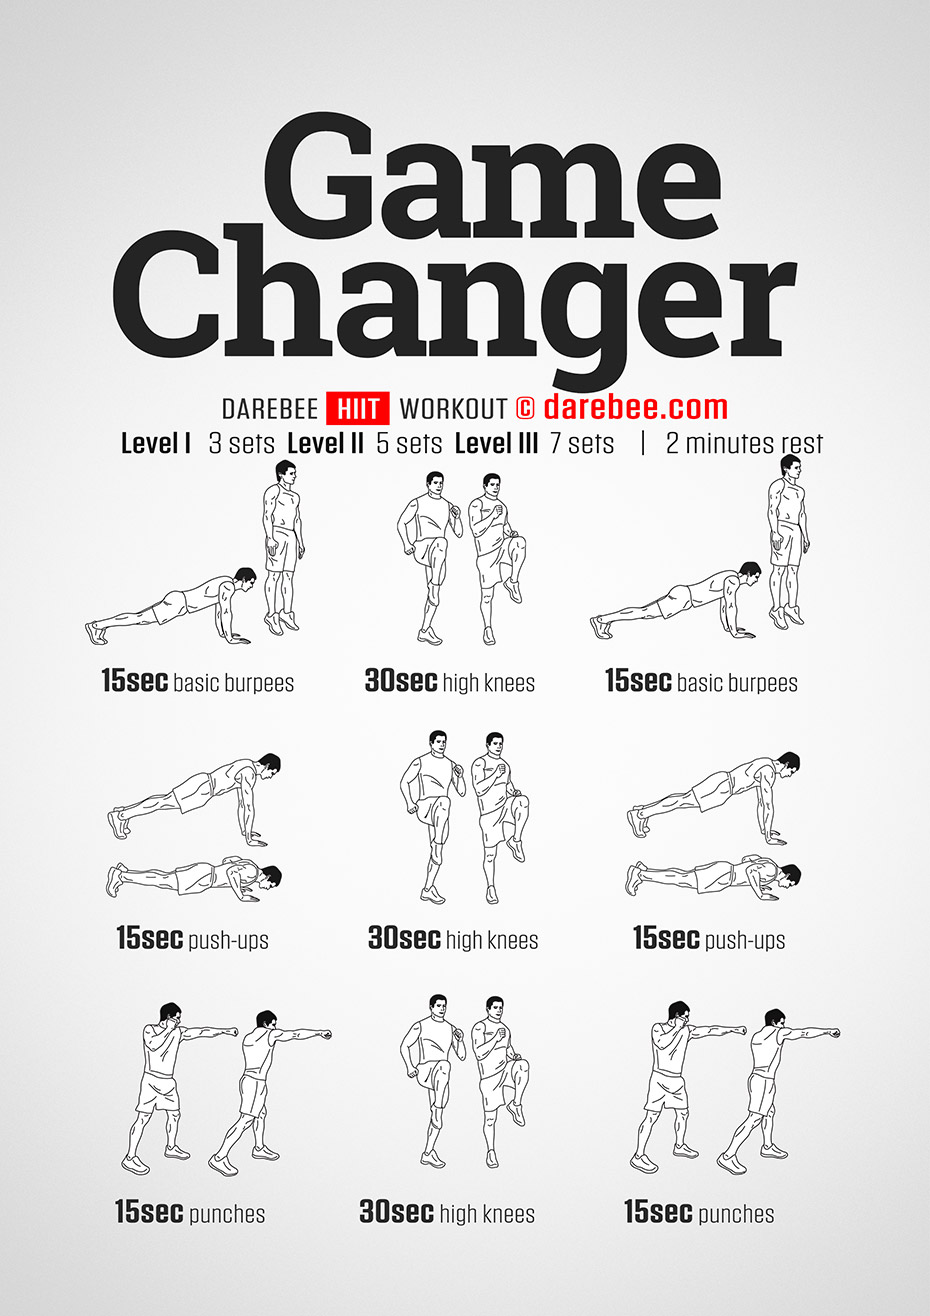 Game
Changer
DAREBEE HIIT WORKOUT © darebee.com
Level I 3 sets Level II 5 sets Level III 7 sets | 2 minutes rest
15sec basic burpees 30sec high knees 15sec basic burpees
15sec push-ups 30sec high knees 15sec push-ups
15sec punches 30sec high knees 15sec punches